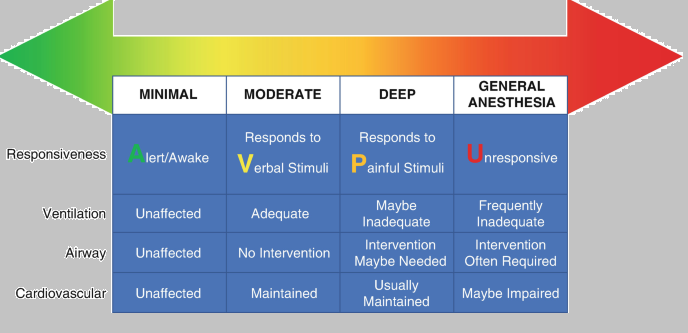 MINIMAL MODERATE DEEP GENERAL ANESTHESIA
Responsiveness Alert/Awake Responds to Verbal Stimuli Responds to Painful Stimuli Unresponsive
Ventilation Unaffected Adequate Maybe Inadequate Frequently Inadequate
Airway Unaffected No Intervention Intervention Maybe Needed Intervention Often Required
Cardiovascular Unaffected Maintained Usually Maintained Maybe Impaired